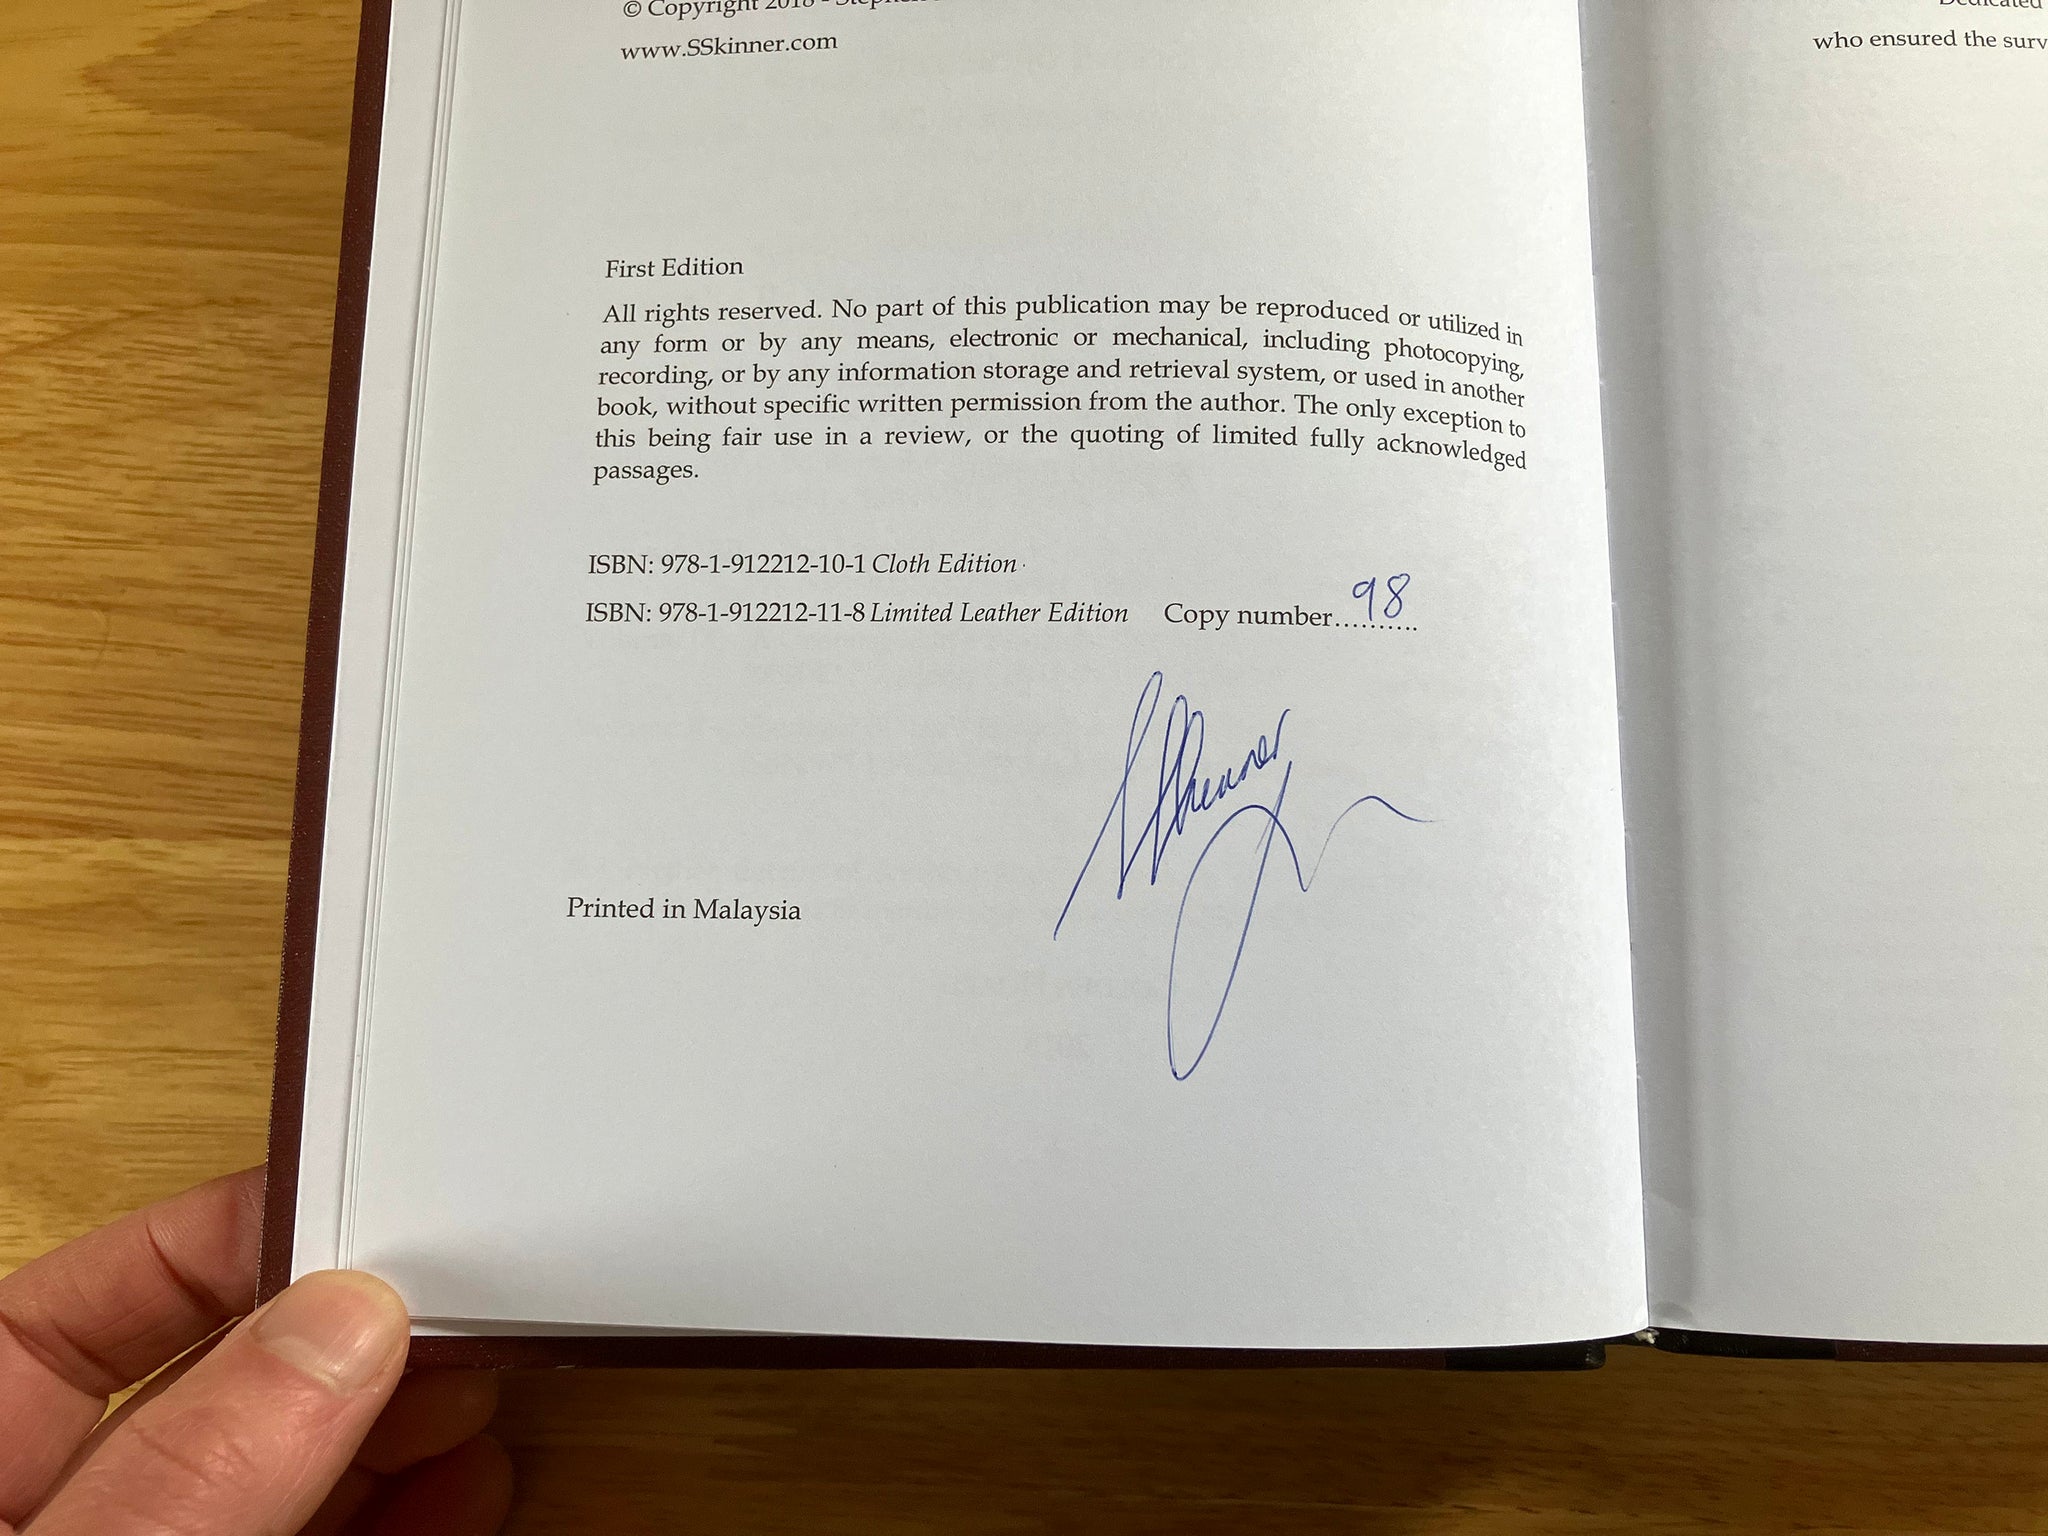 © Copyright 2018 - Stephen
www.SSkinner.com
First Edition
All rights reserved. No part of this publication may be reproduced or utilized in
any form or by any means, electronic or mechanical, including photocopying,
recording, or by any information storage and retrieval system, or used in another
book, without specific written permission from the author. The only exception to
this being fair use in a review, or the quoting of limited fully acknowledged
passages.
ISBN: 978-1-912212-10-1 Cloth Edition
ISBN: 978-1-912212-11-8 Limited Leather Edition Copy number..........98
SSkinner
Printed in Malaysia
Dedicated
who ensured the surv